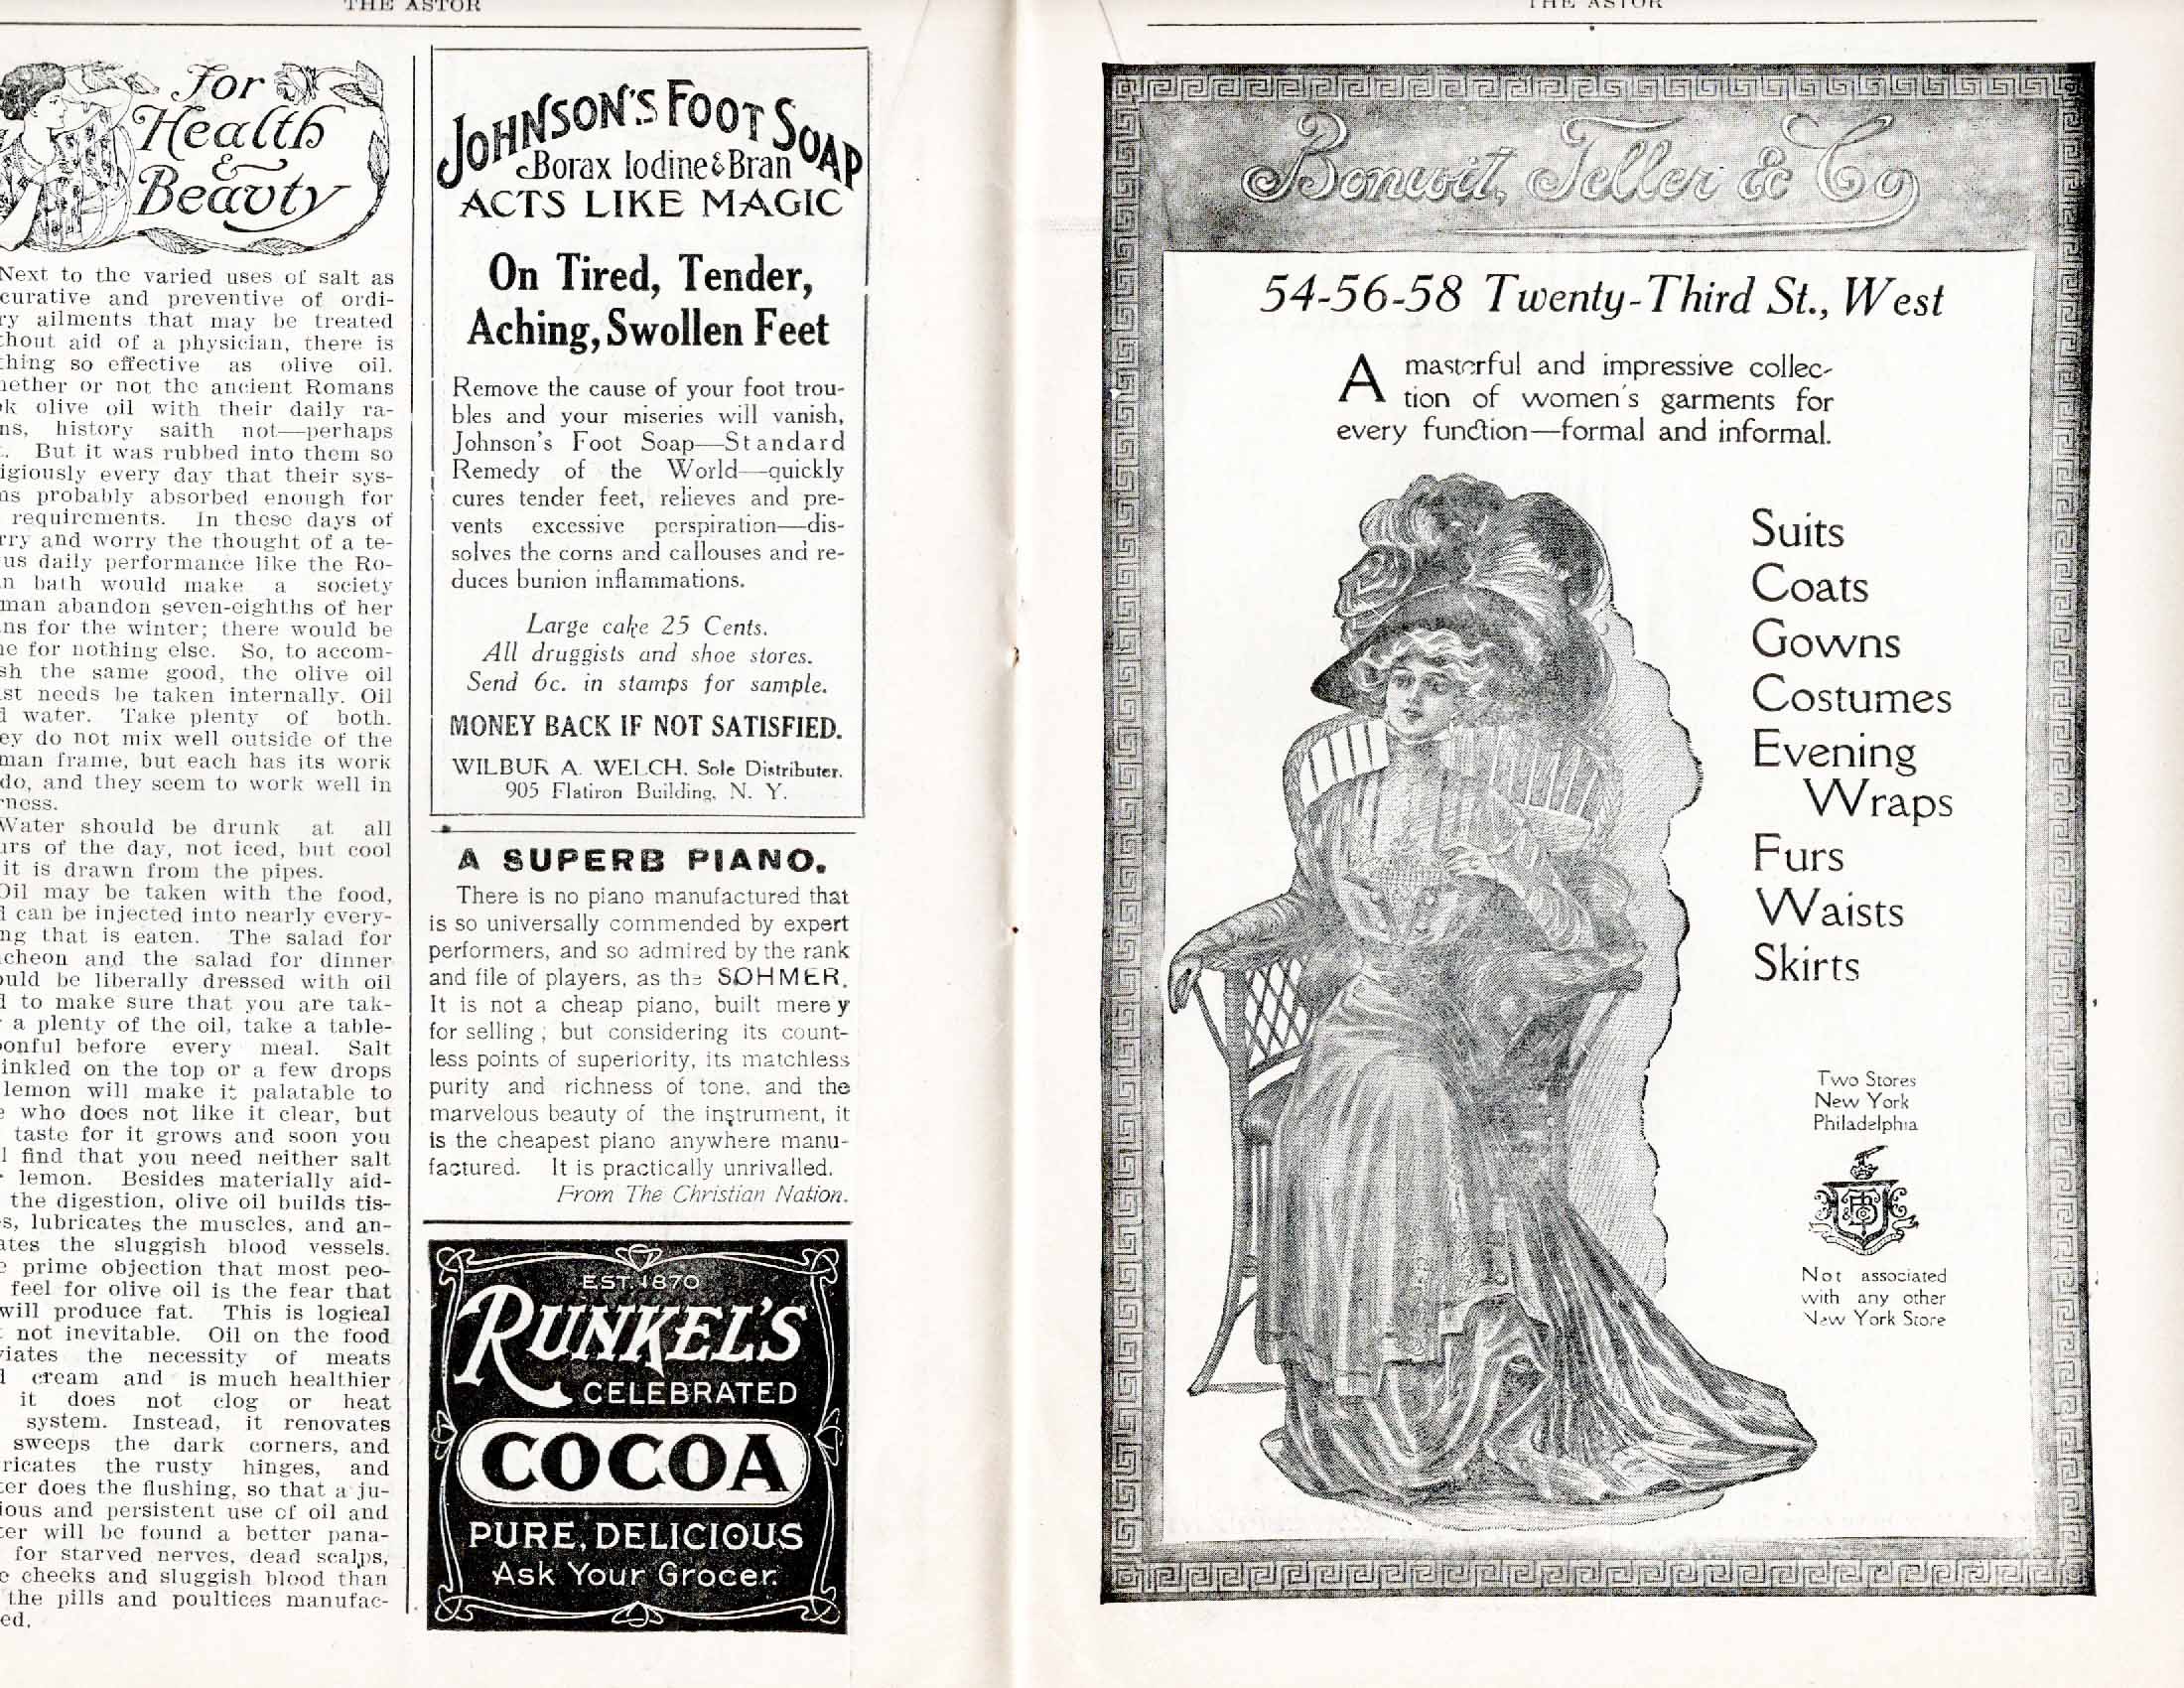 THE ASTOR
for
Health
&
Beauty
Next to the varied uses of salt as
curative and preventive of ordi-
ry ailments that may be treated
thout aid of a physician, there is
thing so effective as olive oil.
hether or not the ancient Romans
ok olive oil with their daily ra-
ns, history saith not—perhaps
t. But it was rubbed into them so
igiously every day that their sys-
ms probably absorbed enough for
requirements. In these days of
rry and worry the thought of a te-
us daily performance like the Ro-
n bath would make a society
man abandon seven-eighths of her
ns for the winter; there would be
ne for nothing else. So, to accom-
sh the same good, the olive oil
st needs be taken internally. Oil
d water. Take plenty of both.
ey do not mix well outside of the
man frame, but each has its work
do, and they seem to work well in
rness.
Water should be drunk at all
urs of the day, not iced, but cool
it is drawn from the pipes.
Oil may be taken with the food,
d can be injected into nearly every-
ng that is eaten. The salad for
ncheon and the salad for dinner
ould be liberally dressed with oil
d to make sure that you are tak-
a plenty of the oil, take a table-
onful before every meal. Salt
inkled on the top or a few drops
lemon will make it palatable to
e who does not like it clear, but
taste for it grows and soon you
l find that you need neither salt
r lemon. Besides materially aid-
the digestion, olive oil builds tis-
s, lubricates the muscles, and an-
ates the sluggish blood vessels.
e prime objection that most peo-
feel for olive oil is the fear that
will produce fat. This is logical
t not inevitable. Oil on the food
viates the necessity of meats
d cream and is much healthier
it does not clog or heat
system. Instead, it renovates
sweeps the dark corners, and
ricates the rusty hinges, and
ter does the flushing, so that a ju-
ious and persistent use of oil and
ter will be found a better pana-
for starved nerves, dead scalps,
e cheeks and sluggish blood than
the pills and poultices manufac-
ed.
JOHNSON'S FOOT SOAP
Borax Iodine & Bran
ACTS LIKE MAGIC
On Tired, Tender,
Aching, Swollen Feet
Remove the cause of your foot trou-
bles and your miseries will vanish,
Johnson's Foot Soap—Standard
Remedy of the World—quickly
cures tender feet, relieves and pre-
vents excessive perspiration—dis-
solves the corns and callouses and re-
duces bunion inflammations.
Large cake 25 Cents.
All druggists and shoe stores.
Send 6c. in stamps for sample.
MONEY BACK IF NOT SATISFIED.
WILBUR A. WELCH, Sole Distributer.
905 Flatiron Building, N. Y.
A SUPERB PIANO.
There is no piano manufactured that
is so universally commended by expert
performers, and so admired by the rank
and file of players, as the SOHMER.
It is not a cheap piano, built mere y
for selling ; but considering its count-
less points of superiority, its matchless
purity and richness of tone, and the
marvelous beauty of the instrument, it
is the cheapest piano anywhere manu-
factured. It is practically unrivalled.
From The Christian Nation.
EST. 1870
RUNKEL'S
CELEBRATED
COCOA
PURE, DELICIOUS
Ask Your Grocer.
THE ASTOR
Bonwit, Teller & Co
54-56-58 Twenty-Third St., West
A masterful and impressive collec-
tion of women's garments for
every function—formal and informal.
Suits
Coats
Gowns
Costumes
Evening
Wraps
Furs
Waists
Skirts
Two Stores
New York
Philadelphia
Not associated
with any other
New York Store